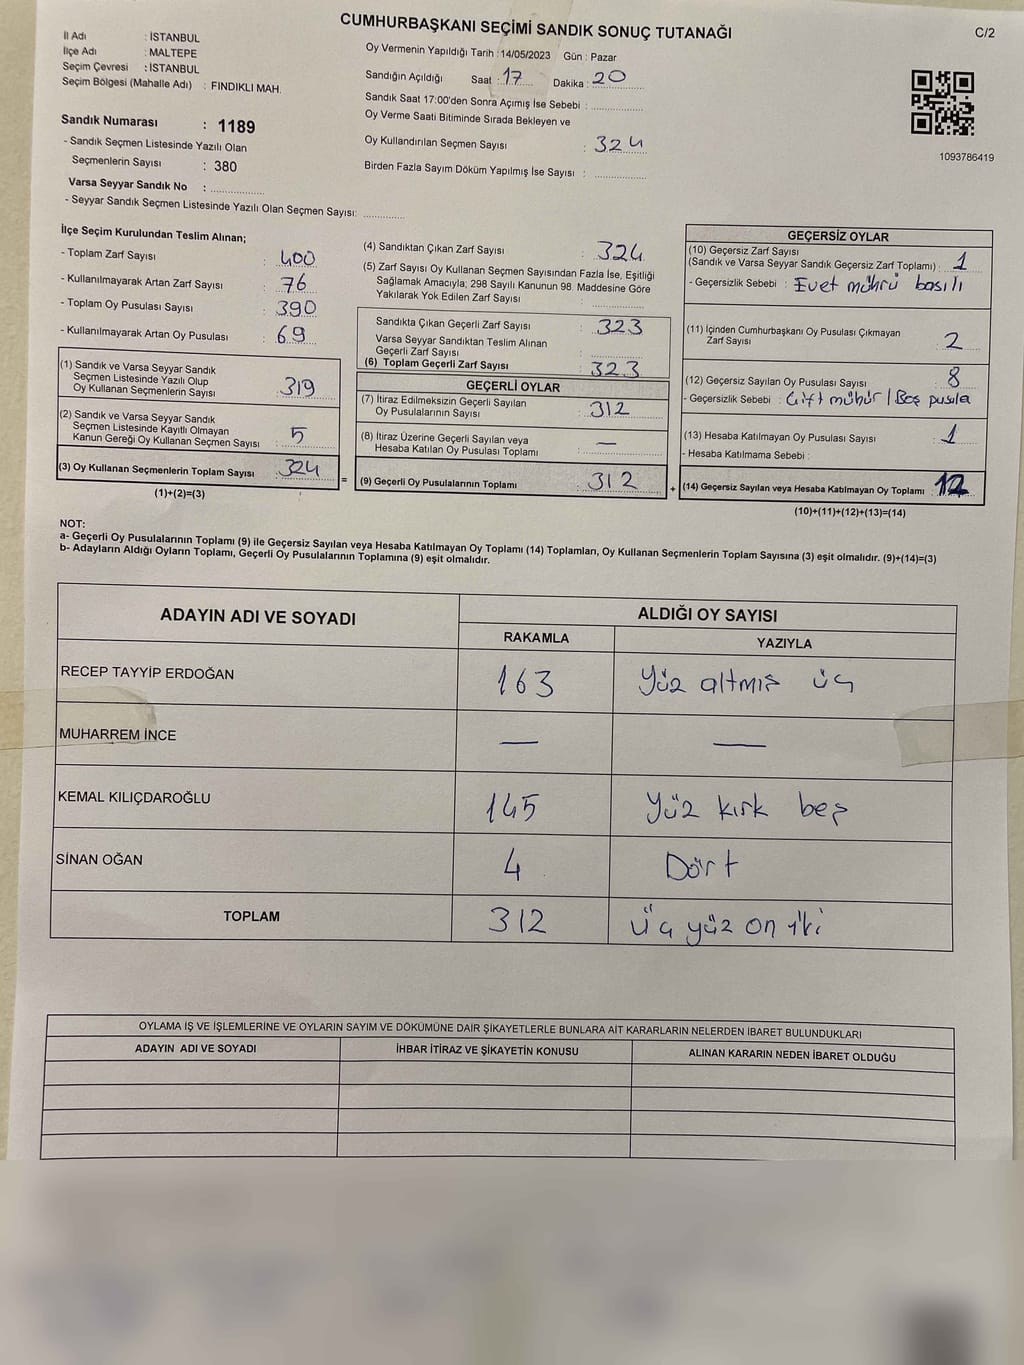 CUMHURBAŞKANI SEÇİMİ SANDIK SONUÇ TUTANAĞI
C/2
İl Adı : İSTANBUL
İlçe Adı : MALTEPE
Seçim Çevresi : İSTANBUL
Seçim Bölgesi (Mahalle Adı) : FINDIKLI MAH.
Sandık Numarası : 1189
- Sandık Seçmen Listesinde Yazılı Olan
Seçmenlerin Sayısı : 380
Varsa Seyyar Sandık No :
- Seyyar Sandık Seçmen Listesinde Yazılı Olan Seçmen Sayısı:
Oy Vermenin Yapıldığı Tarih : 14/05/2023 Gün : Pazar
Sandığın Açıldığı Saat : 17 Dakika : 20
Sandık Saat 17:00'den Sonra Açımış İse Sebebi :
Oy Verme Saati Bitiminde Sırada Bekleyen ve
Oy Kullandırılan Seçmen Sayısı : 324
Birden Fazla Sayım Döküm Yapılmış İse Sayısı :
1093786419
İlçe Seçim Kurulundan Teslim Alınan;
- Toplam Zarf Sayısı : 400
- Kullanılmayarak Artan Zarf Sayısı : 76
- Toplam Oy Pusulası Sayısı : 390
- Kullanılmayarak Artan Oy Pusulası : 69
(1) Sandık ve Varsa Seyyar Sandık
Seçmen Listesinde Yazılı Olup
Oy Kullanan Seçmenlerin Sayısı : 319
(2) Sandık ve Varsa Seyyar Sandık
Seçmen Listesinde Kayıtlı Olmayan
Kanun Gereği Oy Kullanan Seçmen Sayısı : 5
(3) Oy Kullanan Seçmenlerin Toplam Sayısı : 324
(1)+(2)=(3)
=
(4) Sandıktan Çıkan Zarf Sayısı : 324
(5) Zarf Sayısı Oy Kullanan Seçmen Sayısından Fazla İse, Eşitliği
Sağlamak Amacıyla; 298 Sayılı Kanunun 98. Maddesine Göre
Yakılarak Yok Edilen Zarf Sayısı :
Sandıkta Çıkan Geçerli Zarf Sayısı : 323
Varsa Seyyar Sandıktan Teslim Alınan
Geçerli Zarf Sayısı :
(6) Toplam Geçerli Zarf Sayısı : 323
GEÇERLİ OYLAR
(7) İtiraz Edilmeksizin Geçerli Sayılan
Oy Pusulalarının Sayısı : 312
(8) İtiraz Üzerine Geçerli Sayılan veya
Hesaba Katılan Oy Pusulası Toplamı : —
(9) Geçerli Oy Pusulalarının Toplamı : 312
+
GEÇERSİZ OYLAR
(10) Geçersiz Zarf Sayısı
(Sandık ve Varsa Seyyar Sandık Geçersiz Zarf Toplamı) : 1
- Geçersizlik Sebebi : Evet mührü basılı
(11) İçinden Cumhurbaşkanı Oy Pusulası Çıkmayan
Zarf Sayısı : 2
(12) Geçersiz Sayılan Oy Pusulası Sayısı : 8
- Geçersizlik Sebebi : Çift mühür / Boş pusula
(13) Hesaba Katılmayan Oy Pusulası Sayısı : 1
- Hesaba Katılmama Sebebi :
(14) Geçersiz Sayılan veya Hesaba Katılmayan Oy Toplamı : 12
(10)+(11)+(12)+(13)=(14)
NOT:
a- Geçerli Oy Pusulalarının Toplamı (9) ile Geçersiz Sayılan veya Hesaba Katılmayan Oy Toplamı (14) Toplamları, Oy Kullanan Seçmenlerin Toplam Sayısına (3) eşit olmalıdır. (9)+(14)=(3)
b- Adayların Aldığı Oyların Toplamı, Geçerli Oy Pusulalarının Toplamına (9) eşit olmalıdır.
ADAYIN ADI VE SOYADI
ALDIĞI OY SAYISI
RAKAMLA YAZIYLA
RECEP TAYYİP ERDOĞAN 163 Yüz altmış üç
MUHARREM İNCE — —
KEMAL KILIÇDAROĞLU 145 Yüz kırk beş
SİNAN OĞAN 4 Dört
TOPLAM 312 Üç yüz on iki
OYLAMA İŞ VE İŞLEMLERİNE VE OYLARIN SAYIM VE DÖKÜMÜNE DAİR ŞİKAYETLERLE BUNLARA AİT KARARLARIN NELERDEN İBARET BULUNDUKLARI
ADAYIN ADI VE SOYADI İHBAR İTİRAZ VE ŞİKAYETİN KONUSU ALINAN KARARIN NEDEN İBARET OLDUĞU